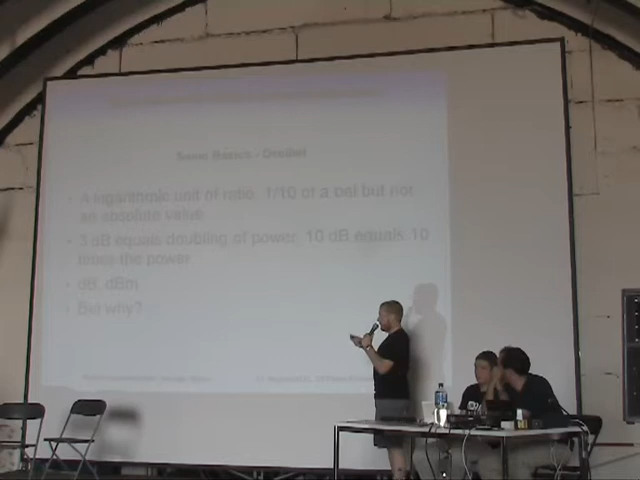 Some Basics - Decibel
A logarithmic unit of ratio. 1/10 of a bel but not
an absolute value
3 dB equals doubling of power. 10 dB equals 10
times the power
dB, dBm
But why?